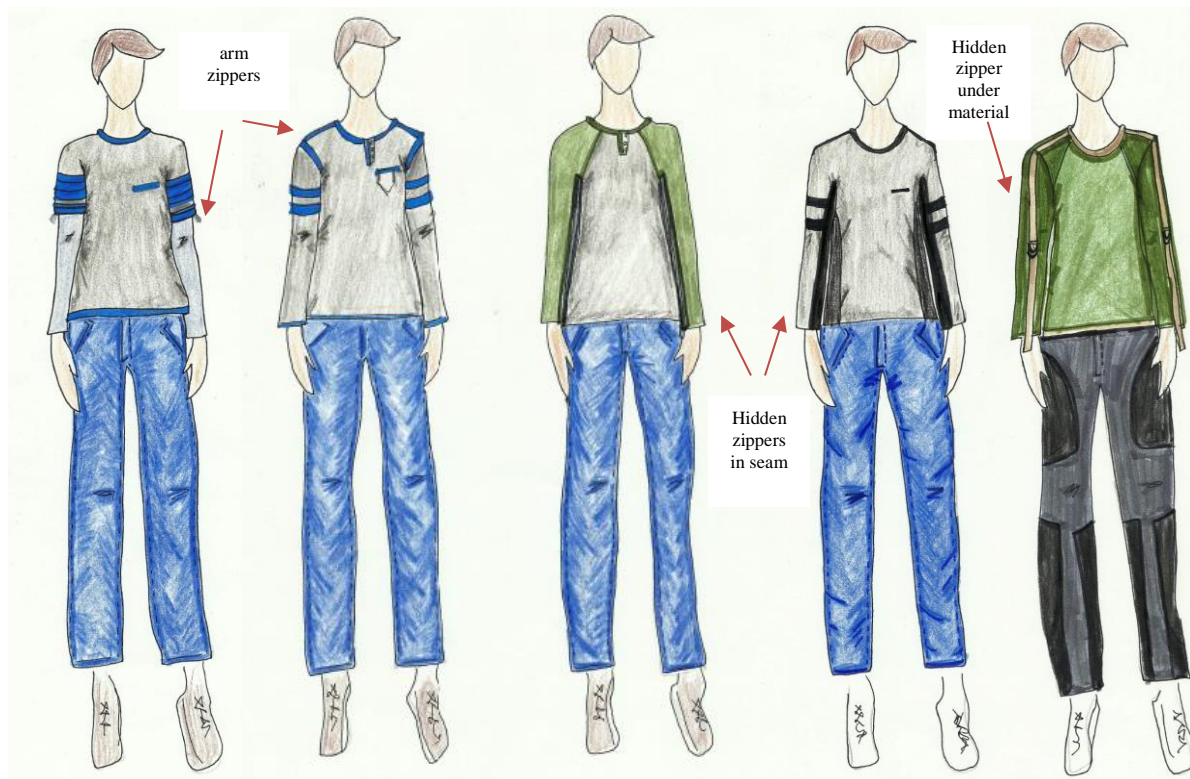 arm
zippers
Hidden
zipper
under
material
Hidden
zippers
in seam